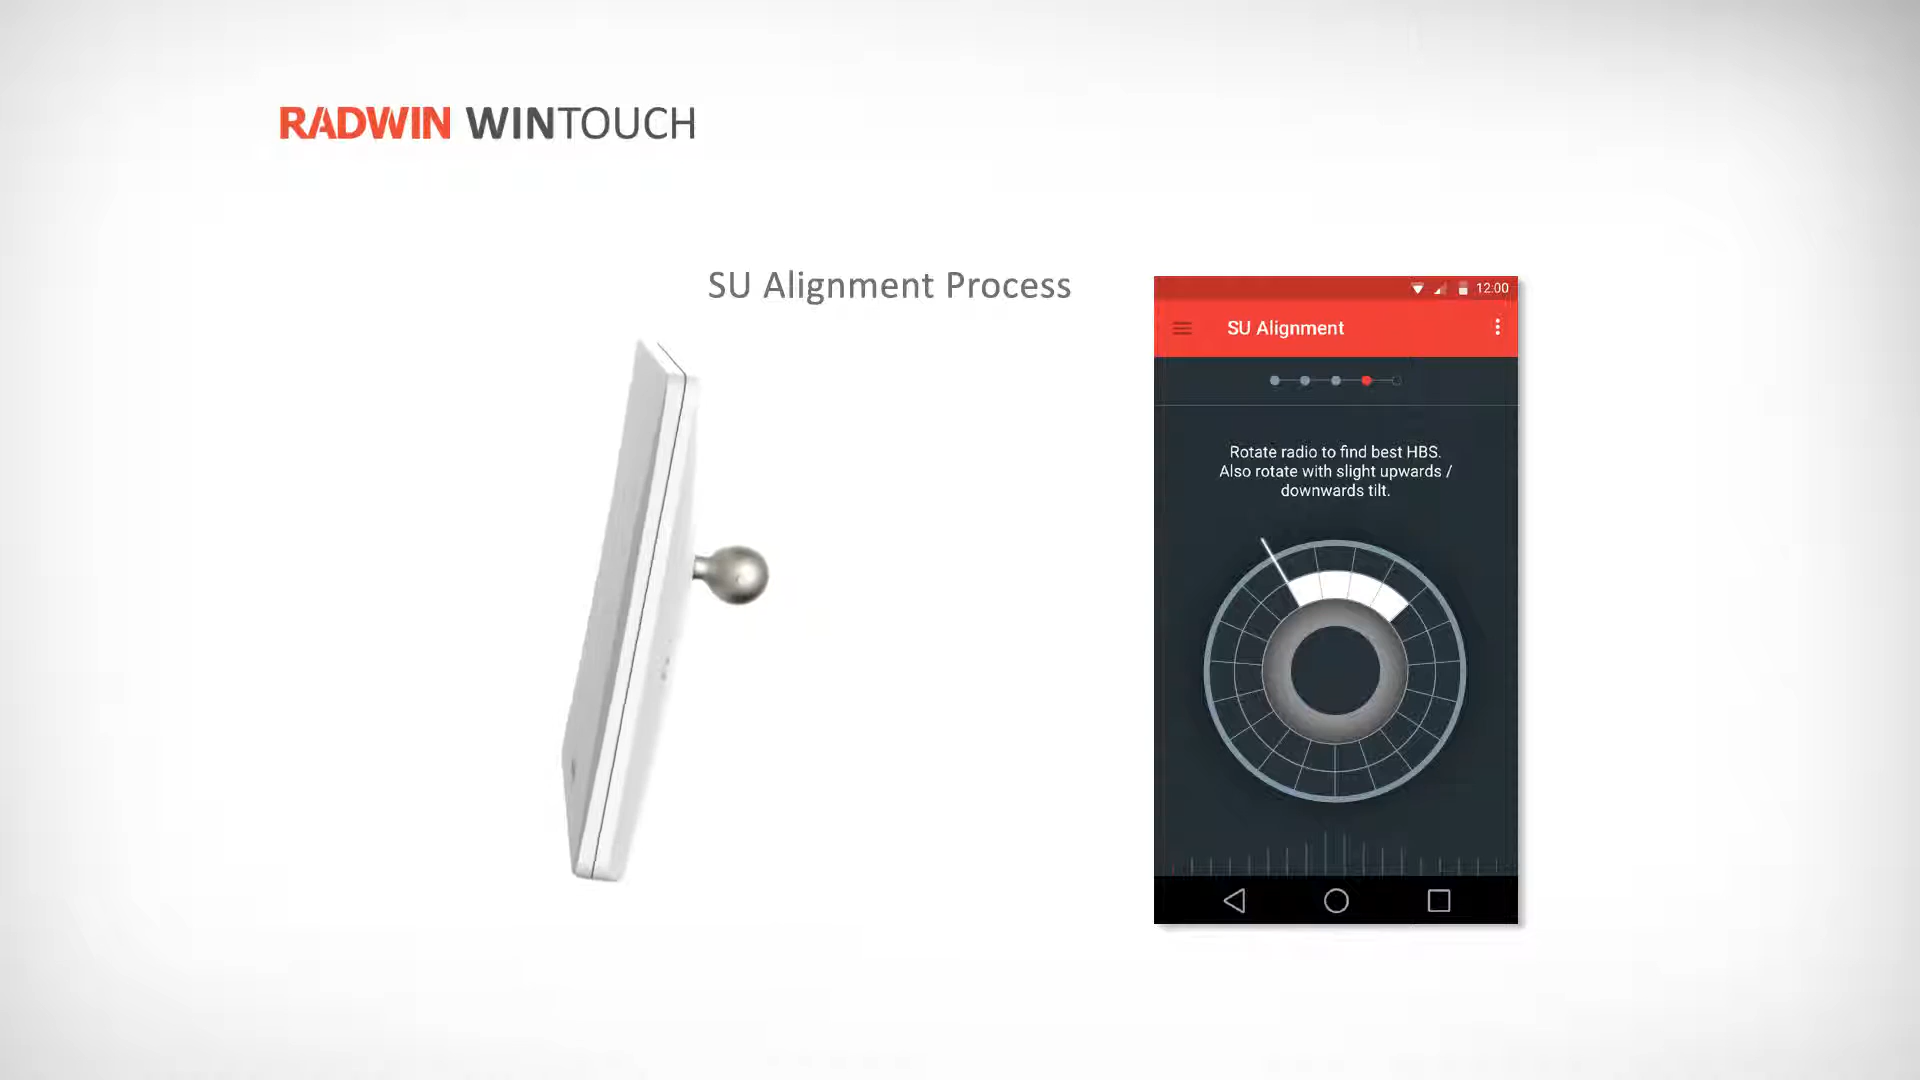 RADWIN WINTOUCH
SU Alignment Process
12:00
SU Alignment
Rotate radio to find best HBS.
Also rotate with slight upwards /
downwards tilt.